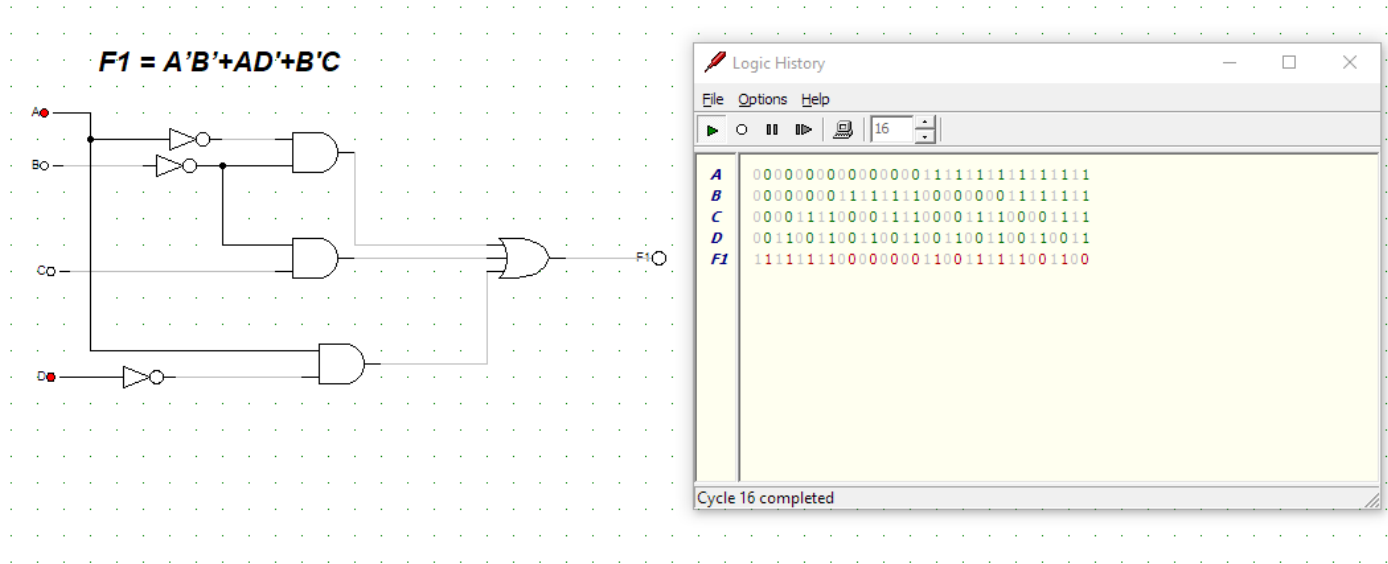 F1 = A’B’+AD'+B'C
A
B
C
D
F1
Logic History
File Options Help
16
A 00000000000000001111111111111111
B 00000000111111110000000011111111
C 00001111000011110000111100001111
D 00110011001100110011001100110011
F1 11111111000000001100111111001100
Cycle 16 completed